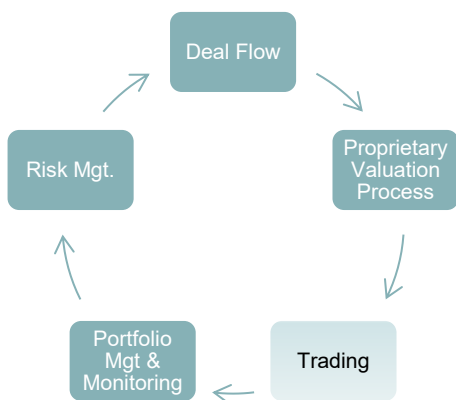 Deal Flow
Proprietary
Valuation
Process
Trading
Portfolio
Mgt &
Monitoring
Risk Mgt.